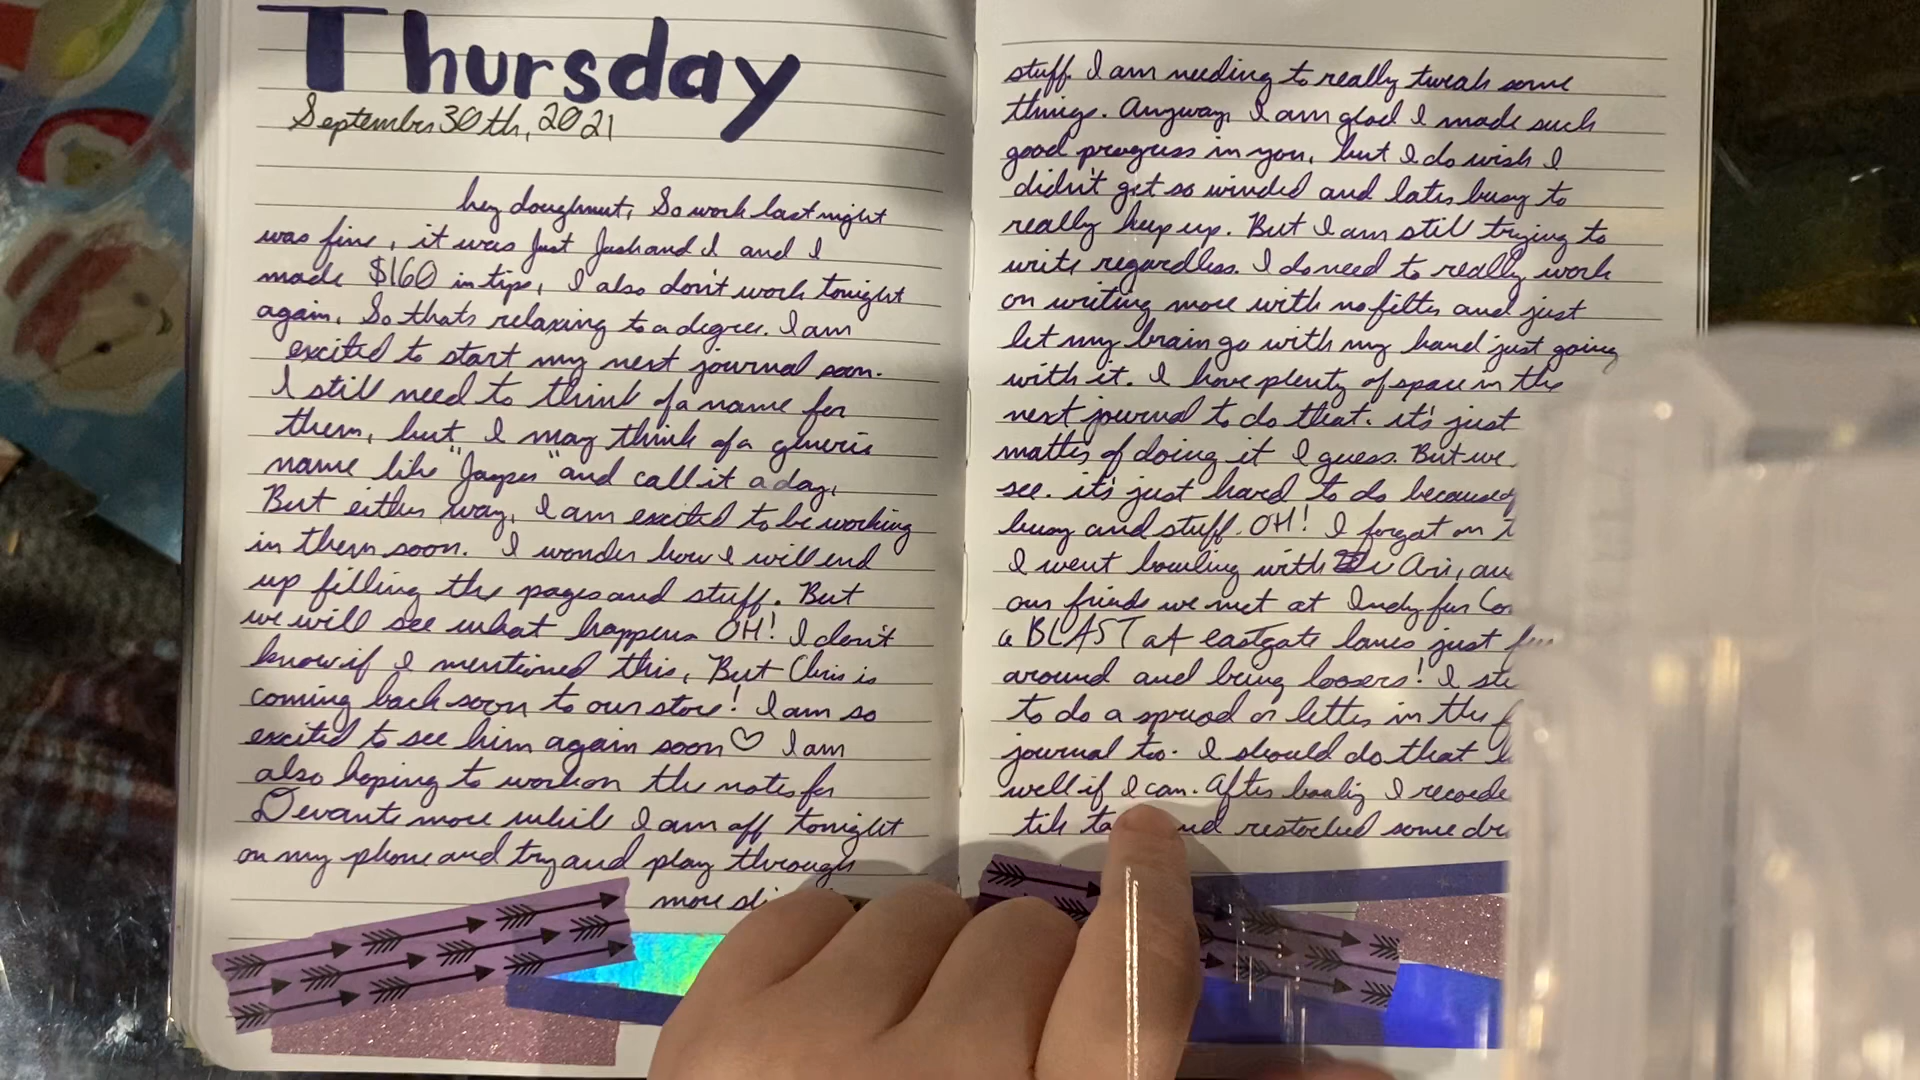 Thursday
September 30th, 2021
hey doughnut, So work last night
was fine, it was Just Josh and I and I
made $160 in tips, I also don't work tonight
again, So thats relaxing to a degree. I am
excited to start my next journal soon.
I still need to think of a name for
them, but I may think of a generic
name like "Jasper" and call it a day,
But either way, I am excited to be working
in them soon. I wonder how I will end
up filling the pages and stuff. But
we will see what happens OH! I don't
know if I mentioned this, But Chris is
coming back soon to our store! I am so
excited to see him again soon♡ I am
also hoping to work on the notes for
Devante more while I am off tonight
on my phone and try and play through
more
stuff. I am needing to really tweak some
things. Anyway, I am glad I made such
good progress in you, but I do wish I
didn't get so winded and later busy to
really keep up. But I am still trying to
write regardless. I do need to really work
on writing more with no filter and just
let my brain go with my hand just going
with it. I have plenty of space in the
next journal to do that. it's just
matter of doing it I guess. But we
see. it's just hard to do because
busy and stuff. OH! I forgot on
I went bowling with Ari,
our friends we met at Indy fur
a BLAST at eastgate lanes just
around and being loosers! I
to do a spread or letter in the
journal too. I should do that
well if I can. After bowling I
tik and restocked some